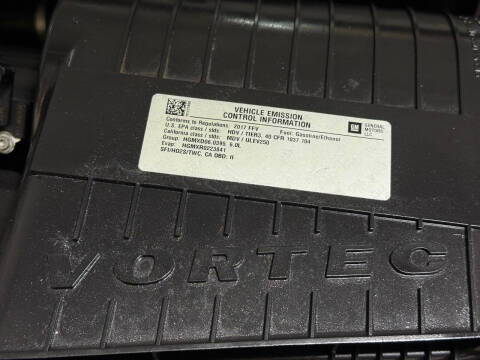 VEHICLE EMISSION
CONTROL INFORMATION
Conforms to Regulations: 2017 FFV
U.S. EPA class / stds: HDV / TIER3, 40 CFR 1037.104 Fuel: Gasoline/Ethanol
California class / stds: MDV / ULEV250
Group: HGMXD06.0395 6.0L
Evap: HGMXR0223841
SFI/HO2S/TWC, CA OBD: II
GM
GENERAL
MOTORS
LLC
VORTEC